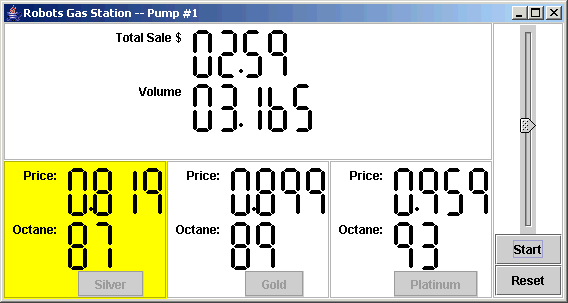 Robots Gas Station -- Pump #1
Total Sale $ 02.59
Volume 03.165
Price: 0.819 Price: 0.899 Price: 0.959
Octane: 87 Octane: 89 Octane: 93
Silver Gold Platinum
Start
Reset